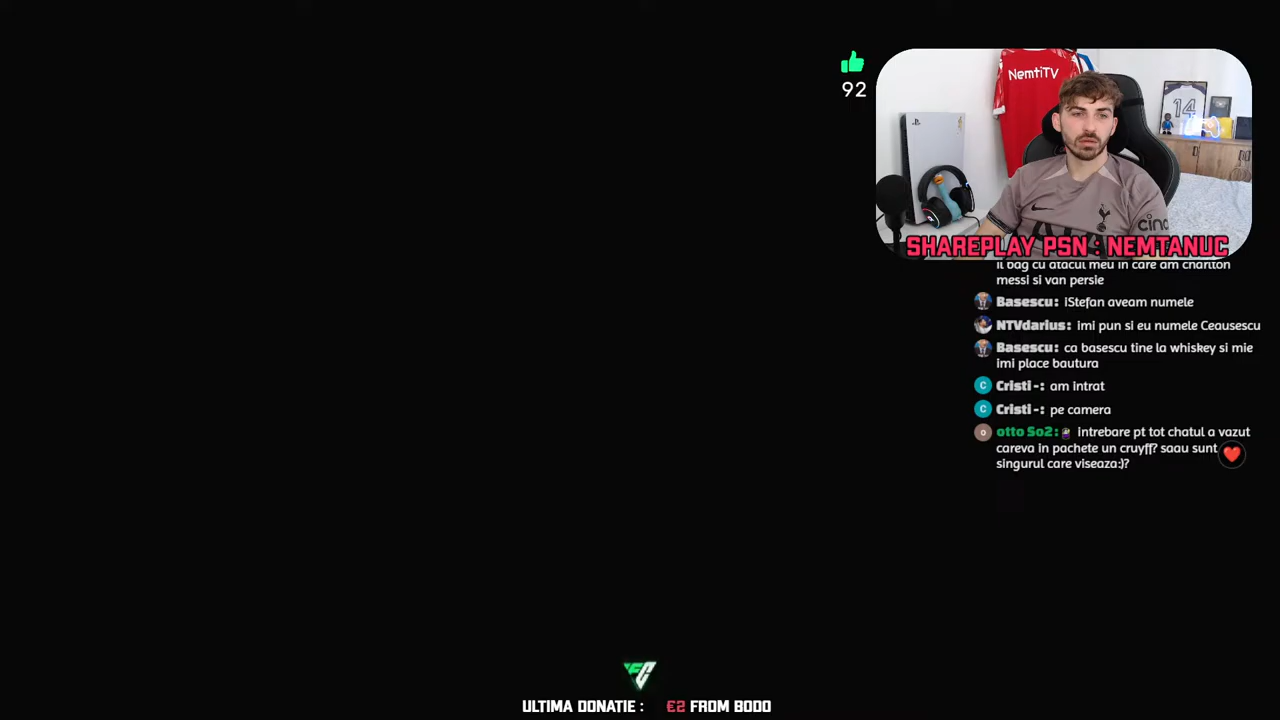 92
NemtiTV
14
cinc
SHAREPLAY PSN : NEMTANUC
il bag cu atacul meu in care am charlton
messi si van persie
Basescu: iStefan aveam numele
NTVdarius: imi pun si eu numele Ceausescu
Basescu: ca basescu tine la whiskey si mie
imi place bautura
C Cristi -: am intrat
C Cristi -: pe camera
o otto So2: intrebare pt tot chatul a vazut
careva in pachete un cruyff? saau sunt
singurul care viseaza:)?
FC
ULTIMA DONATIE : €2 FROM BODO